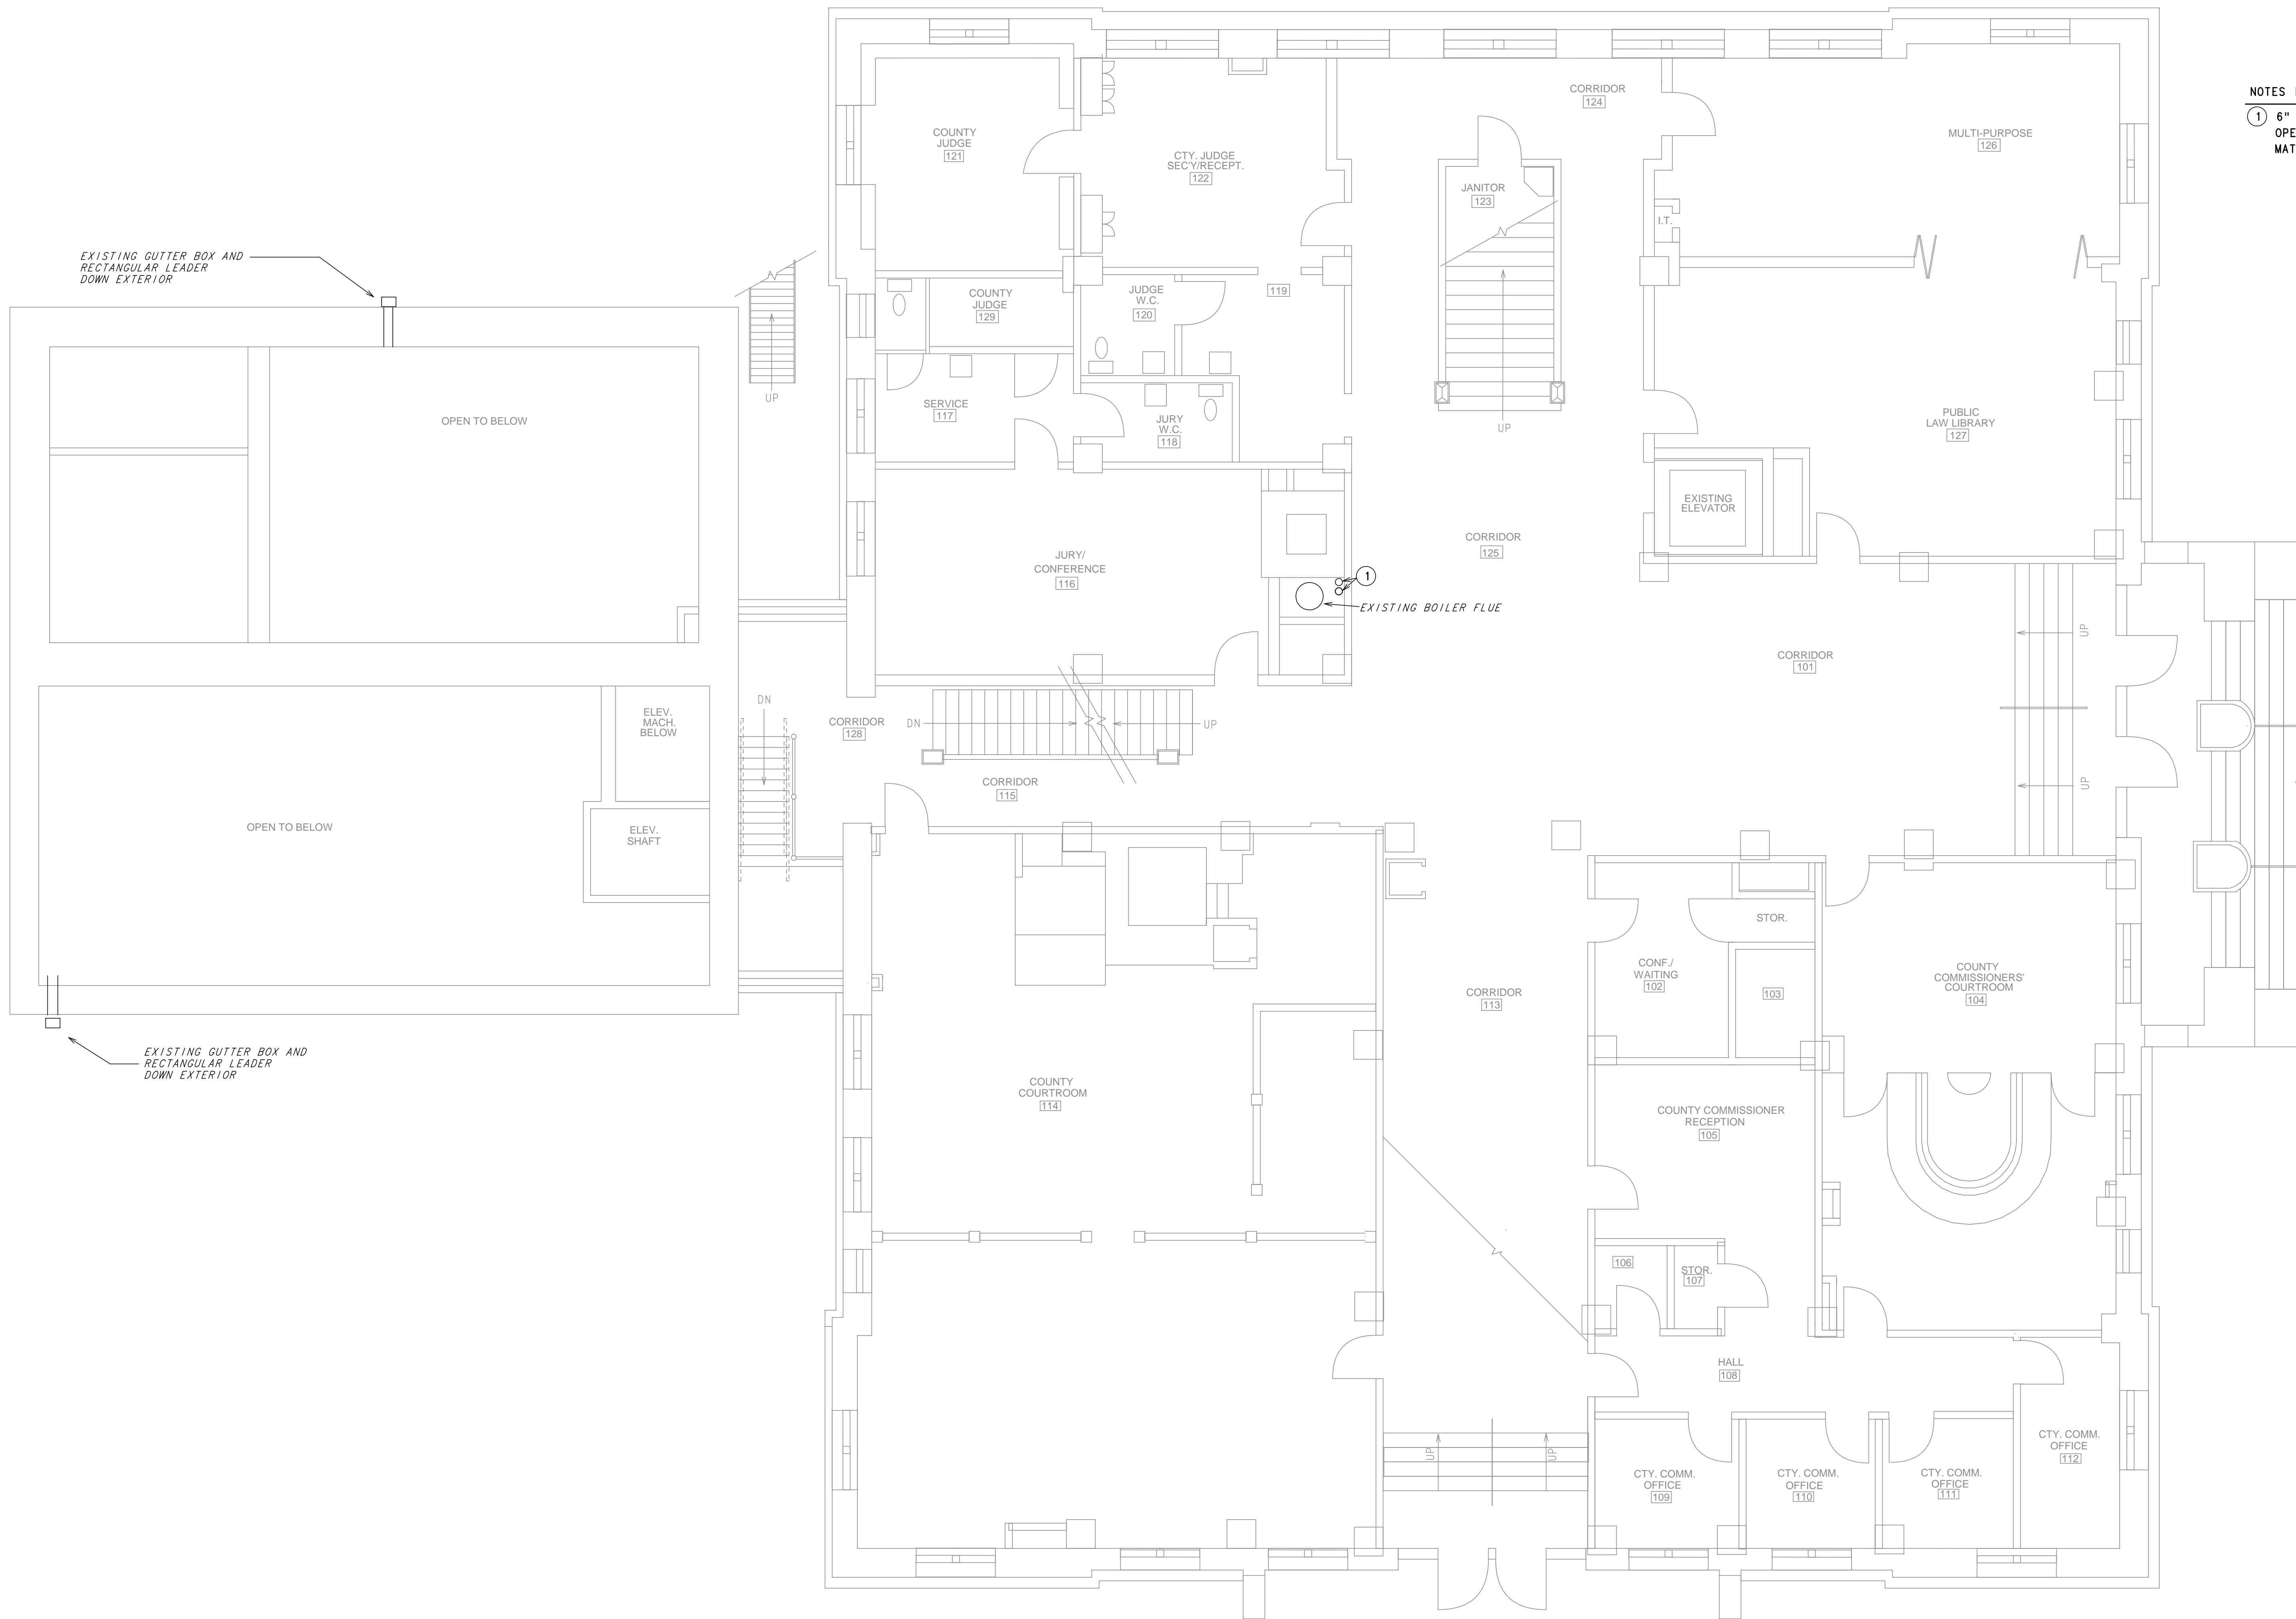 NOTES
1 6"
OPE
MAT
CORRIDOR
124
COUNTY
JUDGE
121
CTY. JUDGE
SEC'Y/RECEPT.
122
MULTI-PURPOSE
126
JANITOR
123
I.T.
EXISTING GUTTER BOX AND
RECTANGULAR LEADER
DOWN EXTERIOR
COUNTY
JUDGE
129
JUDGE
W.C.
120
119
UP
OPEN TO BELOW
SERVICE
117
JURY
W.C.
118
UP
PUBLIC
LAW LIBRARY
127
EXISTING
ELEVATOR
JURY/
CONFERENCE
116
CORRIDOR
125
1
EXISTING BOILER FLUE
CORRIDOR
101
UP
UP
ELEV.
MACH.
BELOW
DN
CORRIDOR
128
DN
UP
CORRIDOR
115
OPEN TO BELOW
ELEV.
SHAFT
STOR.
CONF./
WAITING
102
103
COUNTY
COMMISSIONERS'
COURTROOM
104
CORRIDOR
113
EXISTING GUTTER BOX AND
RECTANGULAR LEADER
DOWN EXTERIOR
COUNTY
COURTROOM
114
COUNTY COMMISSIONER
RECEPTION
105
106
STOR.
107
HALL
108
UP
UP
CTY. COMM.
OFFICE
109
CTY. COMM.
OFFICE
110
CTY. COMM.
OFFICE
111
CTY. COMM.
OFFICE
112